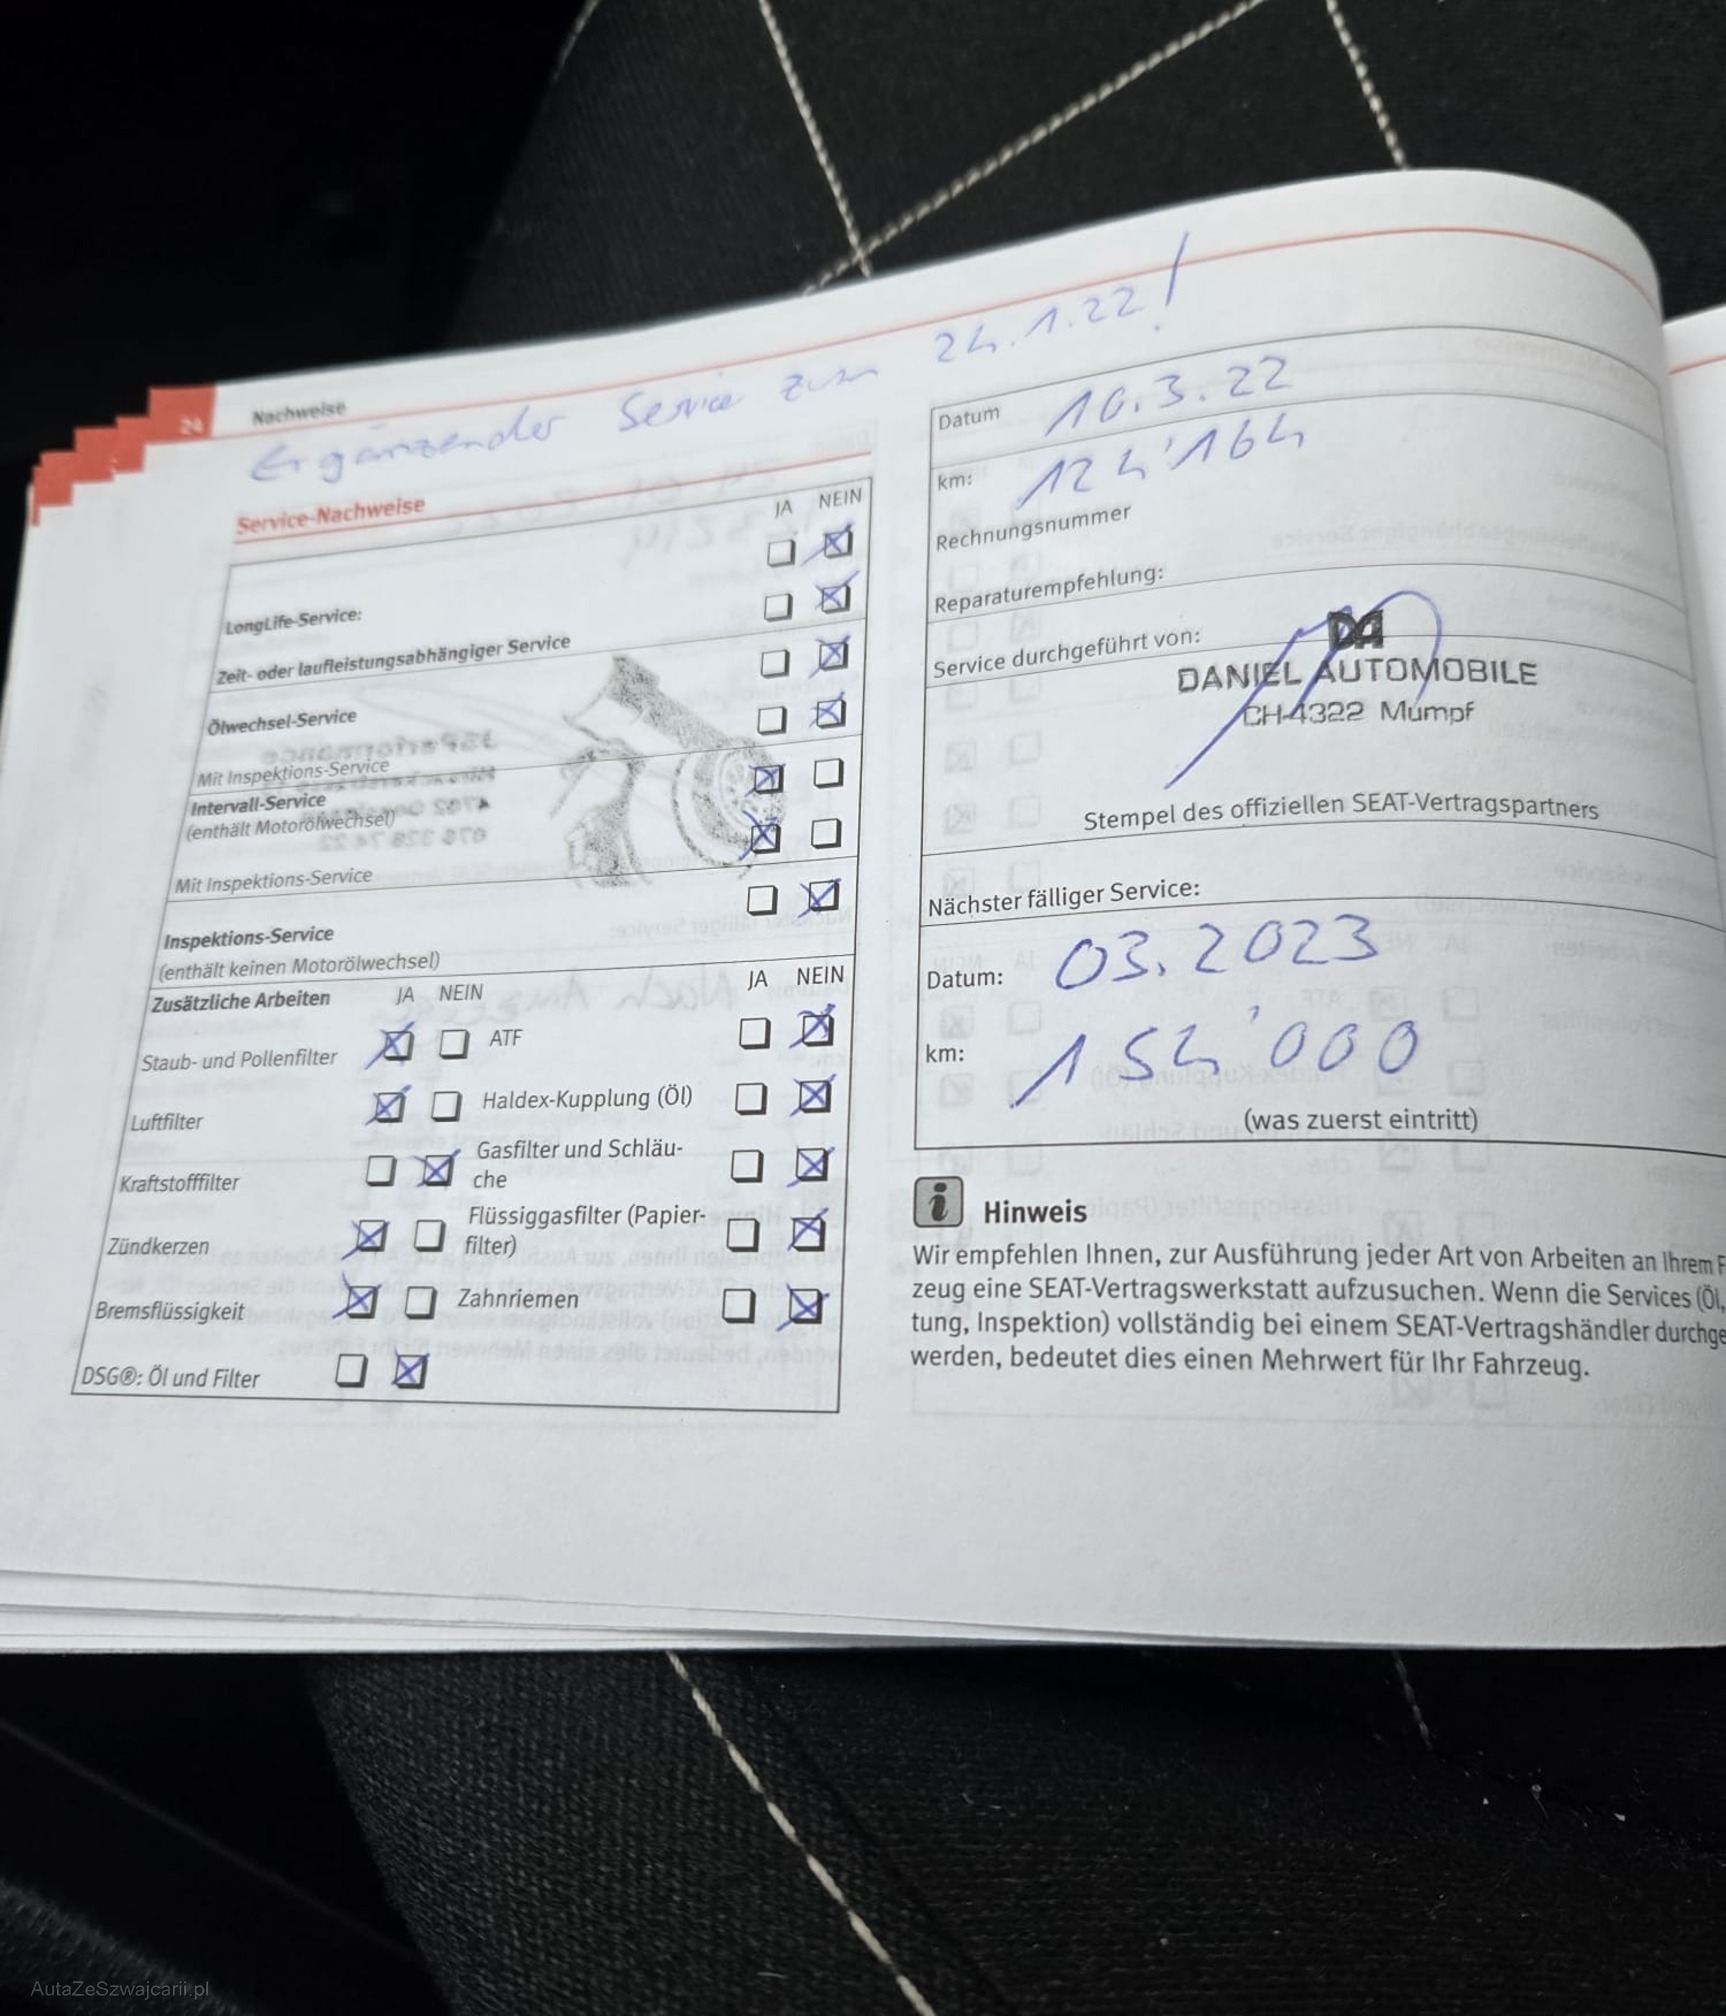 24 Nachweise
Ergänzender Service zum 24.1.22!
Service-Nachweise
JA NEIN
LongLife-Service:
Zeit- oder laufleistungsabhängiger Service
Ölwechsel-Service
Mit Inspektions-Service
Intervall-Service
(enthält Motorölwechsel)
Mit Inspektions-Service
Inspektions-Service
(enthält keinen Motorölwechsel)
Zusätzliche Arbeiten JA NEIN JA NEIN
Staub- und Pollenfilter ATF
Luftfilter Haldex-Kupplung (Öl)
Kraftstofffilter Gasfilter und Schläu-
che
Zündkerzen Flüssiggasfilter (Papier-
filter)
Bremsflüssigkeit Zahnriemen
DSG®: Öl und Filter
Datum 10.3.22
km: 124'164
Rechnungsnummer
Reparaturempfehlung:
Service durchgeführt von:
DA
DANIEL AUTOMOBILE
CH-4322 Mumpf
Stempel des offiziellen SEAT-Vertragspartners
Nächster fälliger Service:
Datum: 03.2023
km: 154'000
(was zuerst eintritt)
i Hinweis
Wir empfehlen Ihnen, zur Ausführung jeder Art von Arbeiten an Ihrem F
zeug eine SEAT-Vertragswerkstatt aufzusuchen. Wenn die Services (Öl,
tung, Inspektion) vollständig bei einem SEAT-Vertragshändler durchge
werden, bedeutet dies einen Mehrwert für Ihr Fahrzeug.
AutaZeSzwajcarii.pl